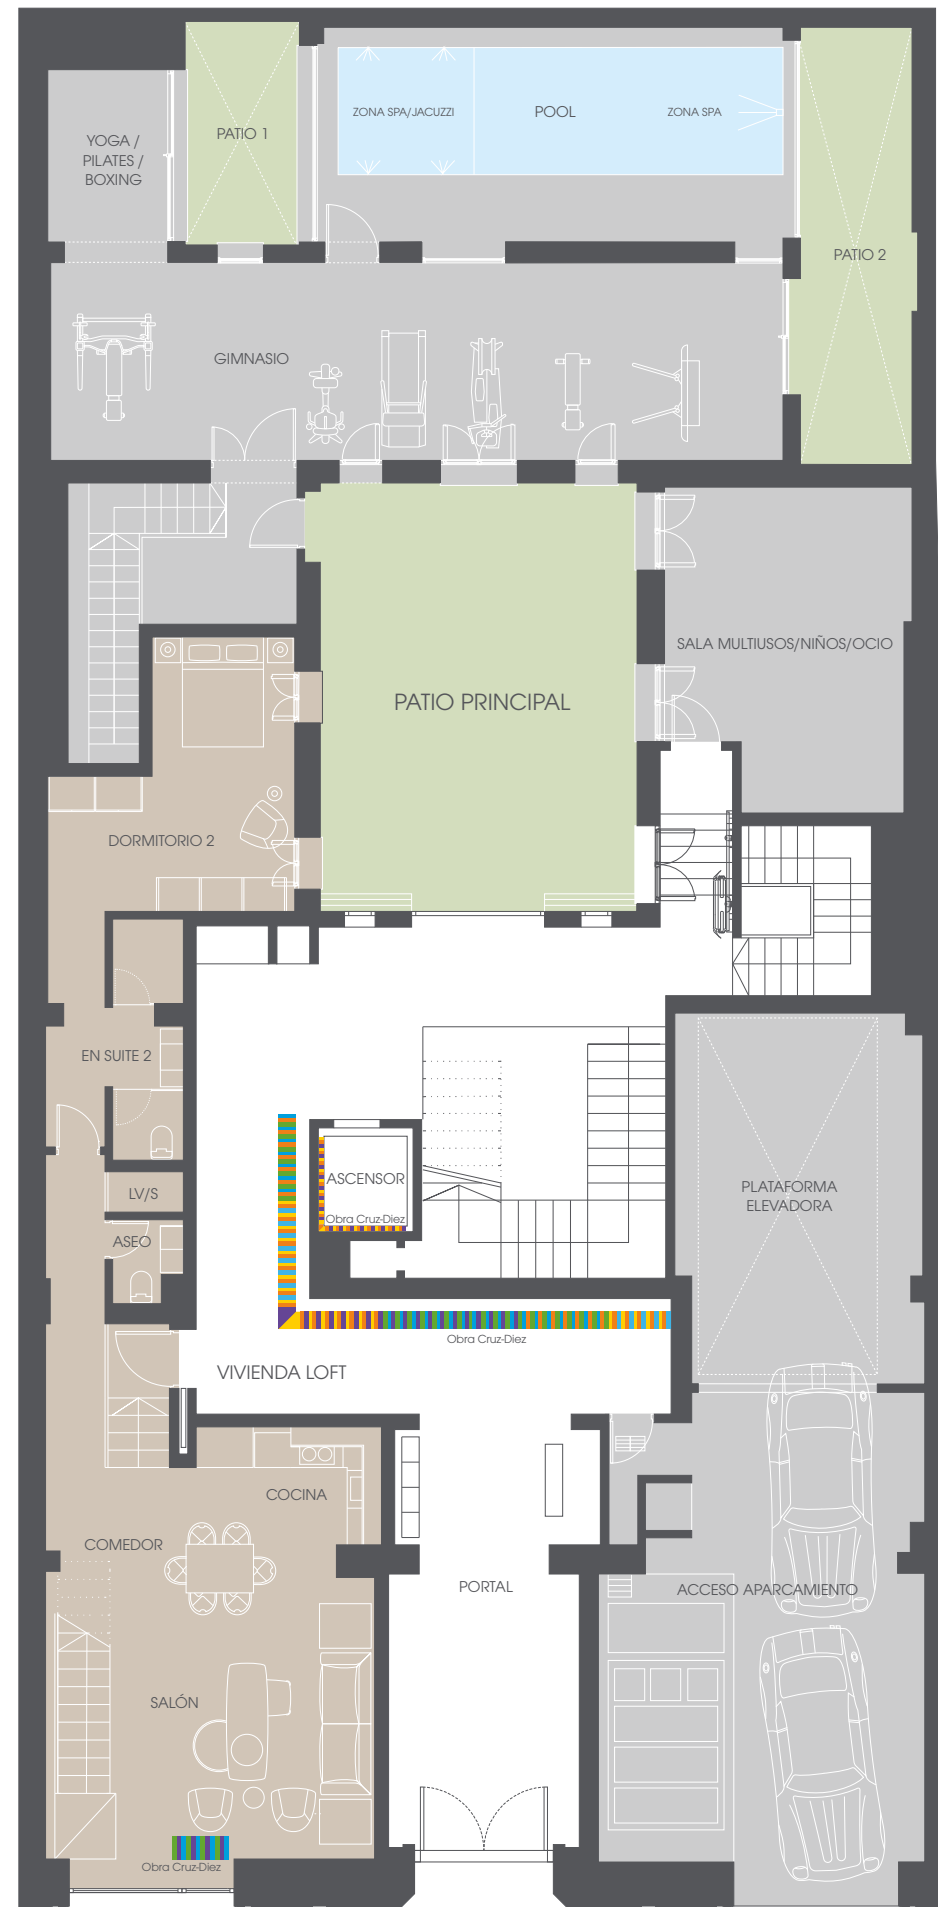 ZONA SPA/JACUZZI
POOL
ZONA SPA
PATIO 1
YOGA /
PILATES /
BOXING
PATIO 2
GIMNASIO
SALA MULTIUSOS/NIÑOS/OCIO
PATIO PRINCIPAL
DORMITORIO 2
EN SUITE 2
ASCENSOR
Obra Cruz-Diez
PLATAFORMA
ELEVADORA
LV/S
ASEO
Obra Cruz-Diez
VIVIENDA LOFT
COCINA
COMEDOR
PORTAL
ACCESO APARCAMIENTO
SALÓN
Obra Cruz-Diez